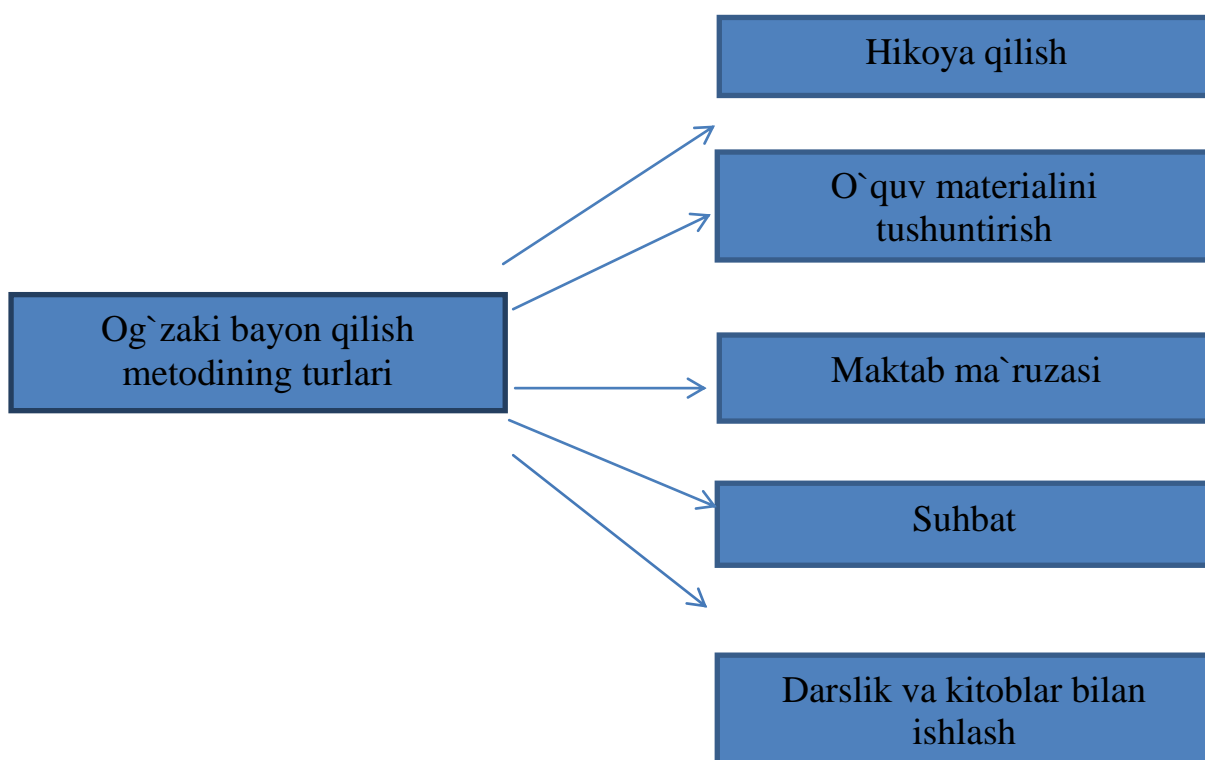 Hikoya qilish
O`quv materialini
tushuntirish
Og`zaki bayon qilish
metodining turlari
Maktab ma`ruzasi
Suhbat
Darslik va kitoblar bilan
ishlash